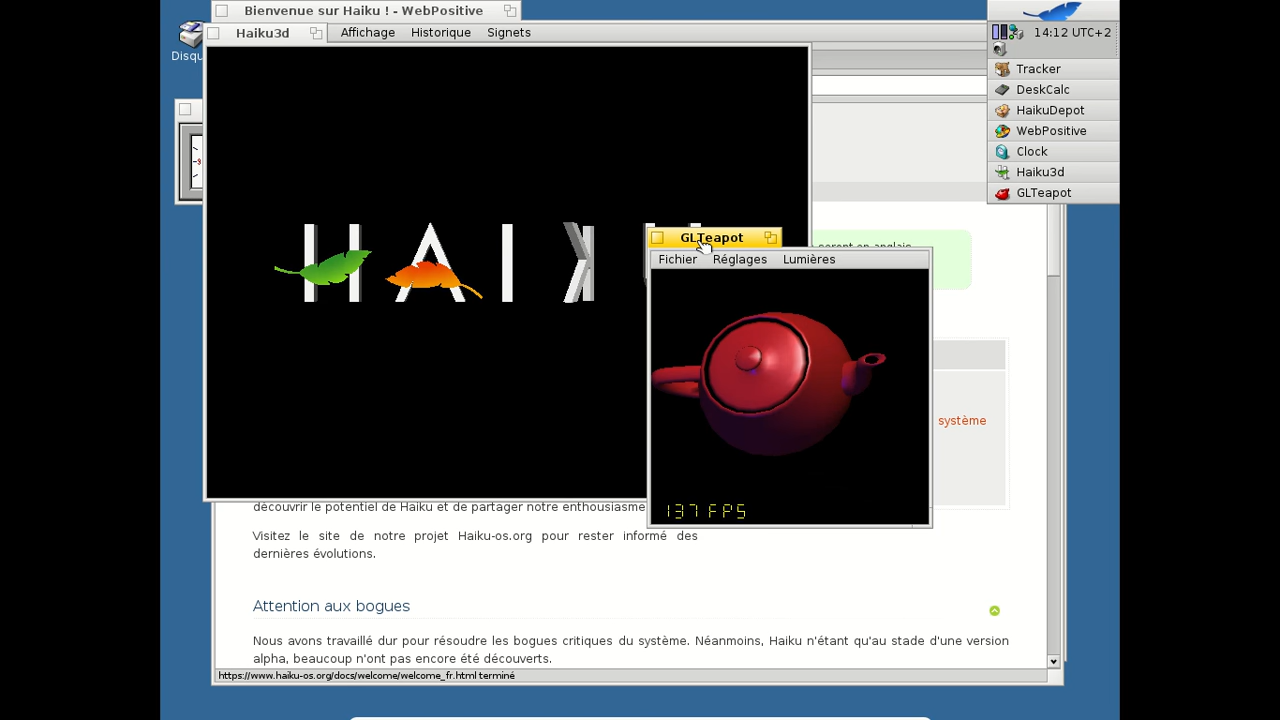 Bienvenue sur Haiku ! - WebPositive
Haiku3d
Affichage Historique Signets
14:12 UTC+2
Tracker
DeskCalc
HaikuDepot
WebPositive
Clock
Haiku3d
GLTeapot
Disqu
HAIK
GLTeapot
seront en anglais
Fichier Réglages Lumières
système
137 FPS
découvrir le potentiel de Haiku et de partager notre enthousiasme
Visitez le site de notre projet Haiku-os.org pour rester informé des
dernières évolutions.
Attention aux bogues
Nous avons travaillé dur pour résoudre les bogues critiques du système. Néanmoins, Haiku n'étant qu'au stade d'une version
alpha, beaucoup n'ont pas encore été découverts.
https://www.haiku-os.org/docs/welcome/welcome_fr.html terminé